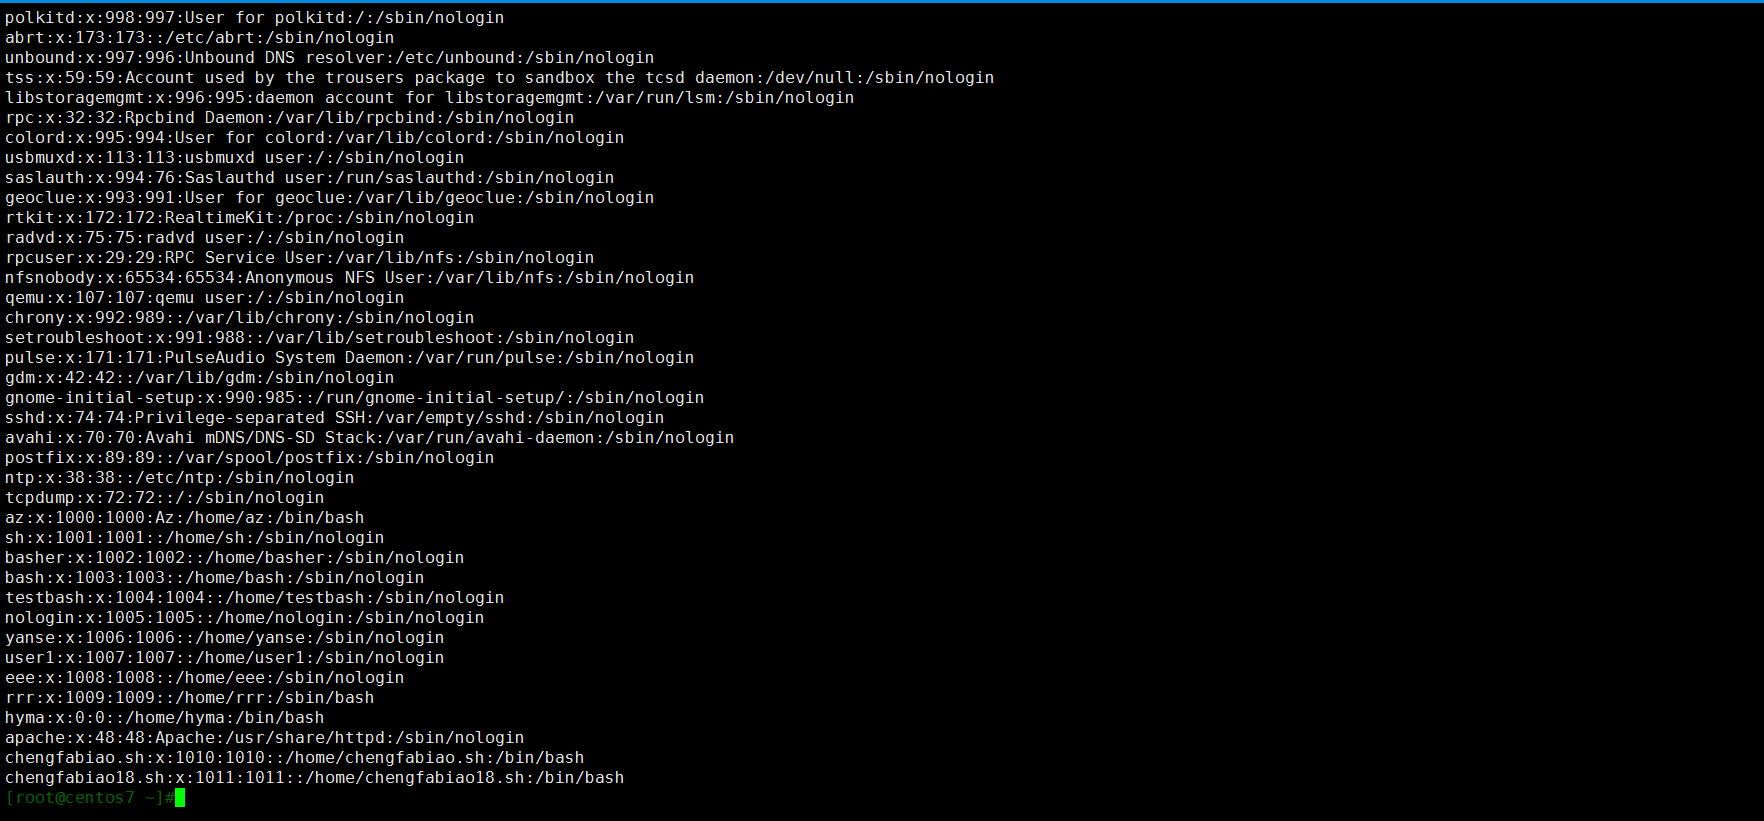 polkitd:x:998:997:User for polkitd:/:/sbin/nologin
abrt:x:173:173::/etc/abrt:/sbin/nologin
unbound:x:997:996:Unbound DNS resolver:/etc/unbound:/sbin/nologin
tss:x:59:59:Account used by the trousers package to sandbox the tcsd daemon:/dev/null:/sbin/nologin
libstoragemgmt:x:996:995:daemon account for libstoragemgmt:/var/run/lsm:/sbin/nologin
rpc:x:32:32:Rpcbind Daemon:/var/lib/rpcbind:/sbin/nologin
colord:x:995:994:User for colord:/var/lib/colord:/sbin/nologin
usbmuxd:x:113:113:usbmuxd user:/:/sbin/nologin
saslauth:x:994:76:Saslauthd user:/run/saslauthd:/sbin/nologin
geoclue:x:993:991:User for geoclue:/var/lib/geoclue:/sbin/nologin
rtkit:x:172:172:RealtimeKit:/proc:/sbin/nologin
radvd:x:75:75:radvd user:/:/sbin/nologin
rpcuser:x:29:29:RPC Service User:/var/lib/nfs:/sbin/nologin
nfsnobody:x:65534:65534:Anonymous NFS User:/var/lib/nfs:/sbin/nologin
qemu:x:107:107:qemu user:/:/sbin/nologin
chrony:x:992:989::/var/lib/chrony:/sbin/nologin
setroubleshoot:x:991:988::/var/lib/setroubleshoot:/sbin/nologin
pulse:x:171:171:PulseAudio System Daemon:/var/run/pulse:/sbin/nologin
gdm:x:42:42::/var/lib/gdm:/sbin/nologin
gnome-initial-setup:x:990:985::/run/gnome-initial-setup/:/sbin/nologin
sshd:x:74:74:Privilege-separated SSH:/var/empty/sshd:/sbin/nologin
avahi:x:70:70:Avahi mDNS/DNS-SD Stack:/var/run/avahi-daemon:/sbin/nologin
postfix:x:89:89::/var/spool/postfix:/sbin/nologin
ntp:x:38:38::/etc/ntp:/sbin/nologin
tcpdump:x:72:72::/:/sbin/nologin
az:x:1000:1000:Az:/home/az:/bin/bash
sh:x:1001:1001::/home/sh:/sbin/nologin
basher:x:1002:1002::/home/basher:/sbin/nologin
bash:x:1003:1003::/home/bash:/sbin/nologin
testbash:x:1004:1004::/home/testbash:/sbin/nologin
nologin:x:1005:1005::/home/nologin:/sbin/nologin
yanse:x:1006:1006::/home/yanse:/sbin/nologin
user1:x:1007:1007::/home/user1:/sbin/nologin
eee:x:1008:1008::/home/eee:/sbin/nologin
rrr:x:1009:1009::/home/rrr:/sbin/bash
hyma:x:0:0::/home/hyma:/bin/bash
apache:x:48:48:Apache:/usr/share/httpd:/sbin/nologin
chengfabiao.sh:x:1010:1010::/home/chengfabiao.sh:/bin/bash
chengfabiao18.sh:x:1011:1011::/home/chengfabiao18.sh:/bin/bash
[root@centos7 ~]#